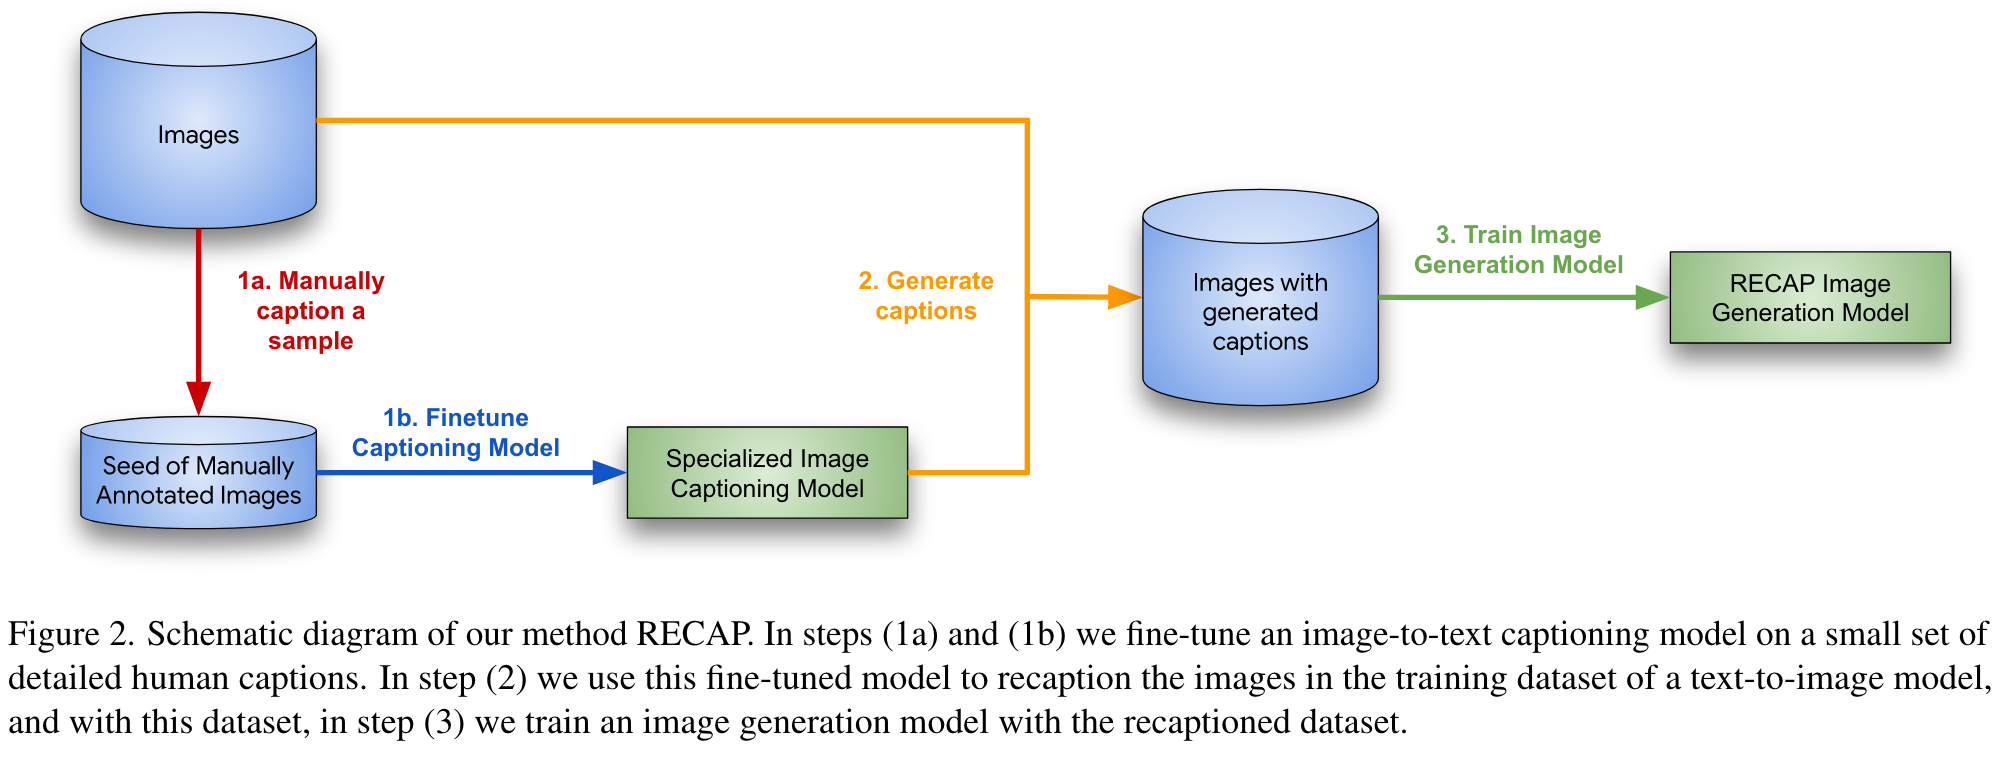 Images
1a. Manually
caption a
sample
Seed of Manually
Annotated Images
1b. Finetune
Captioning Model
Specialized Image
Captioning Model
2. Generate
captions
Images with
generated
captions
3. Train Image
Generation Model
RECAP Image
Generation Model
Figure 2. Schematic diagram of our method RECAP. In steps (1a) and (1b) we fine-tune an image-to-text captioning model on a small set of
detailed human captions. In step (2) we use this fine-tuned model to recaption the images in the training dataset of a text-to-image model,
and with this dataset, in step (3) we train an image generation model with the recaptioned dataset.